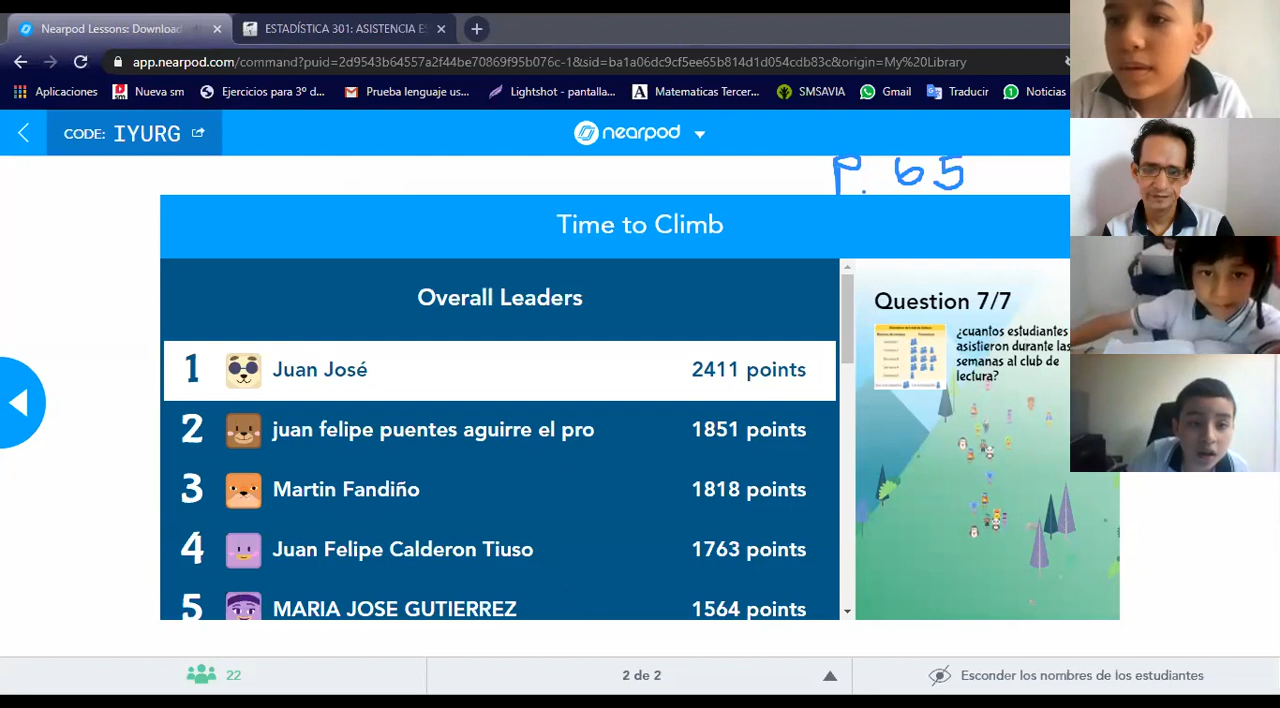 Nearpod Lessons: Download
ESTADÍSTICA 301: ASISTENCIA ES
app.nearpod.com/command?puid=2d9543b64557a2f44be70869f95b076c-1&sid=ba1a06dc9cf5ee65b814d1d054cdb83c&origin=My%20Library
Aplicaciones
Nueva sm
Ejercicios para 3º d...
Prueba lenguaje us...
Lightshot - pantalla...
Matematicas Tercer...
SMSAVIA
Gmail
Traducir
Noticias
CODE: IYURG
nearpod
P. 65
Time to Climb
Overall Leaders
1 Juan José 2411 points
2 juan felipe puentes aguirre el pro 1851 points
3 Martin Fandiño 1818 points
4 Juan Felipe Calderon Tiuso 1763 points
5 MARIA JOSE GUTIERREZ 1564 points
Question 7/7
¿cuantos estudiantes
asistieron durante las
semanas al club de
lectura?
22
2 de 2
Esconder los nombres de los estudiantes